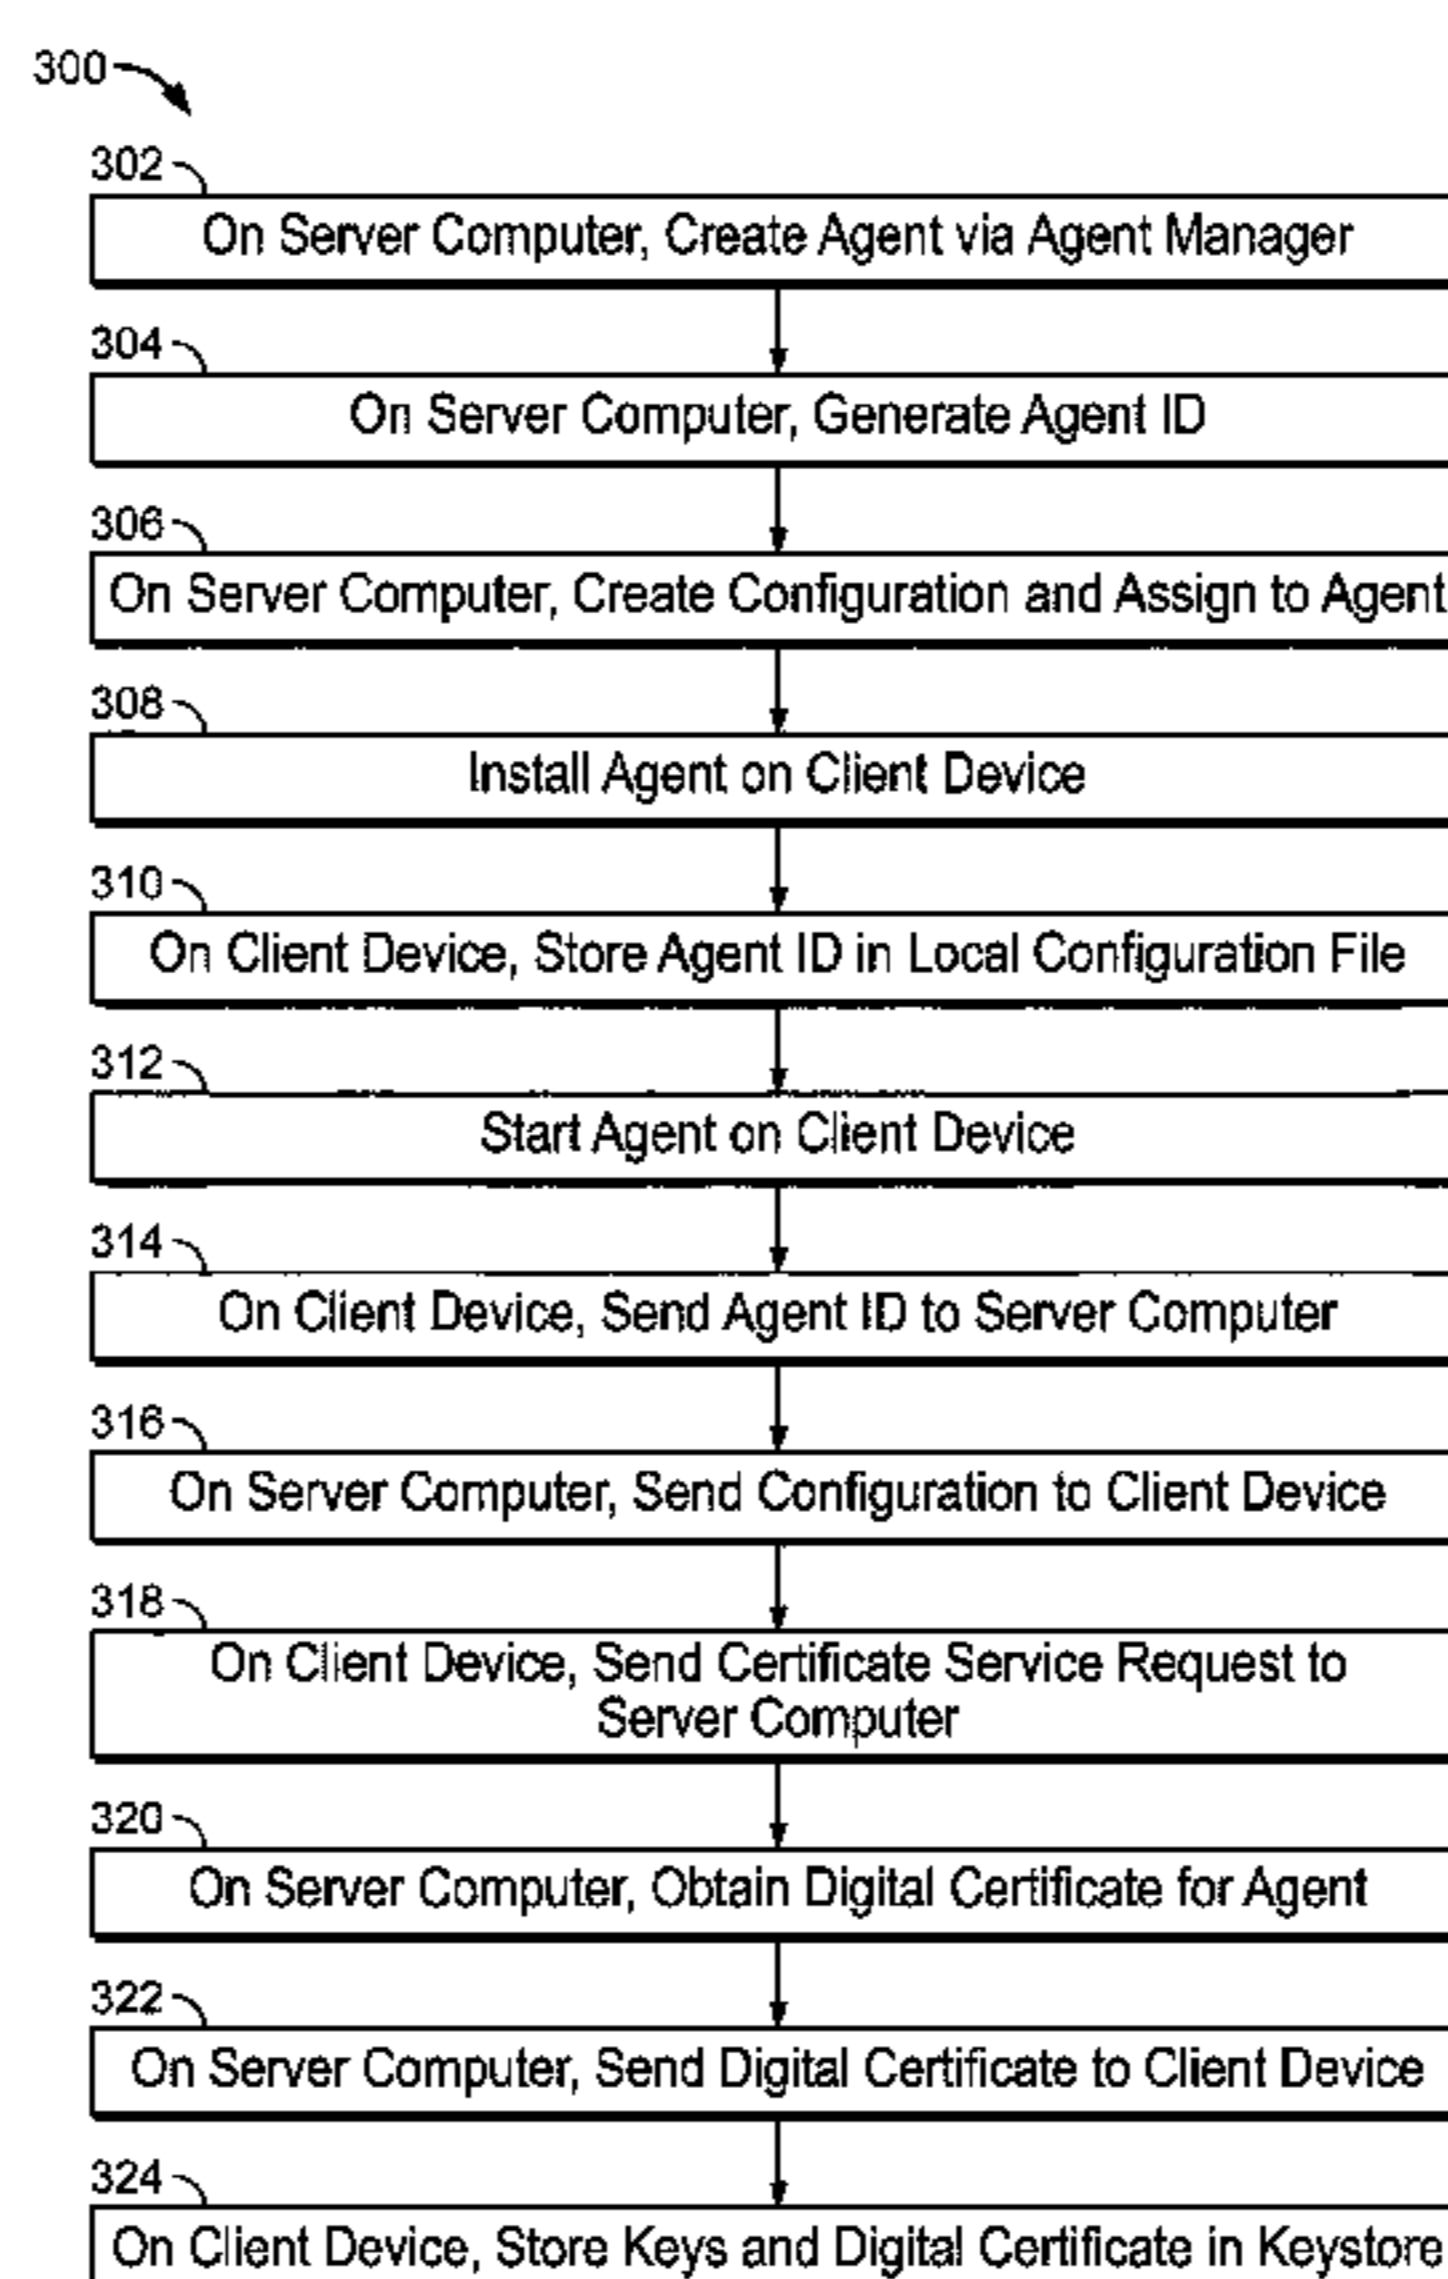 300
302
On Server Computer, Create Agent via Agent Manager
304
On Server Computer, Generate Agent ID
306
On Server Computer, Create Configuration and Assign to Agent
308
Install Agent on Client Device
310
On Client Device, Store Agent ID in Local Configuration File
312
Start Agent on Client Device
314
On Client Device, Send Agent ID to Server Computer
316
On Server Computer, Send Configuration to Client Device
318
On Client Device, Send Certificate Service Request to
Server Computer
320
On Server Computer, Obtain Digital Certificate for Agent
322
On Server Computer, Send Digital Certificate to Client Device
324
On Client Device, Store Keys and Digital Certificate in Keystore